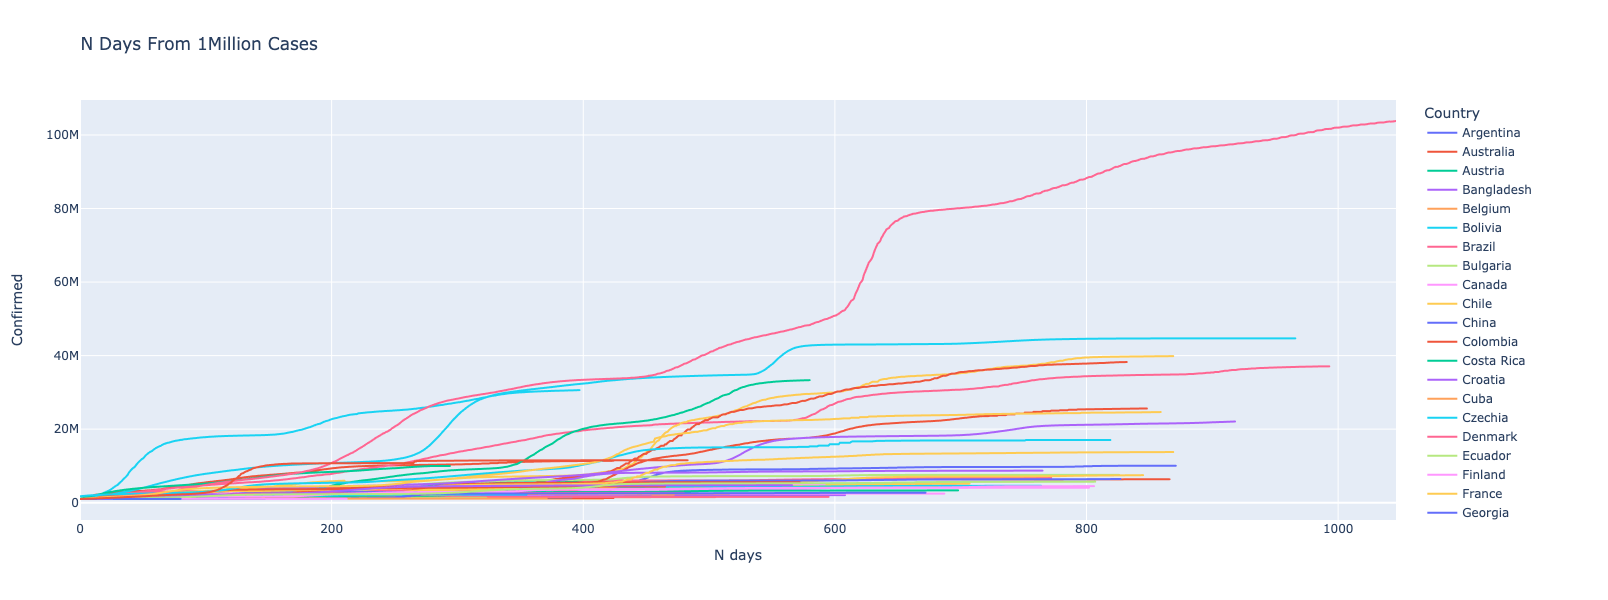 N Days From 1Million Cases
Confirmed
100M
80M
60M
40M
20M
0
0 200 400 600 800 1000
N days
Country
Argentina
Australia
Austria
Bangladesh
Belgium
Bolivia
Brazil
Bulgaria
Canada
Chile
China
Colombia
Costa Rica
Croatia
Cuba
Czechia
Denmark
Ecuador
Finland
France
Georgia